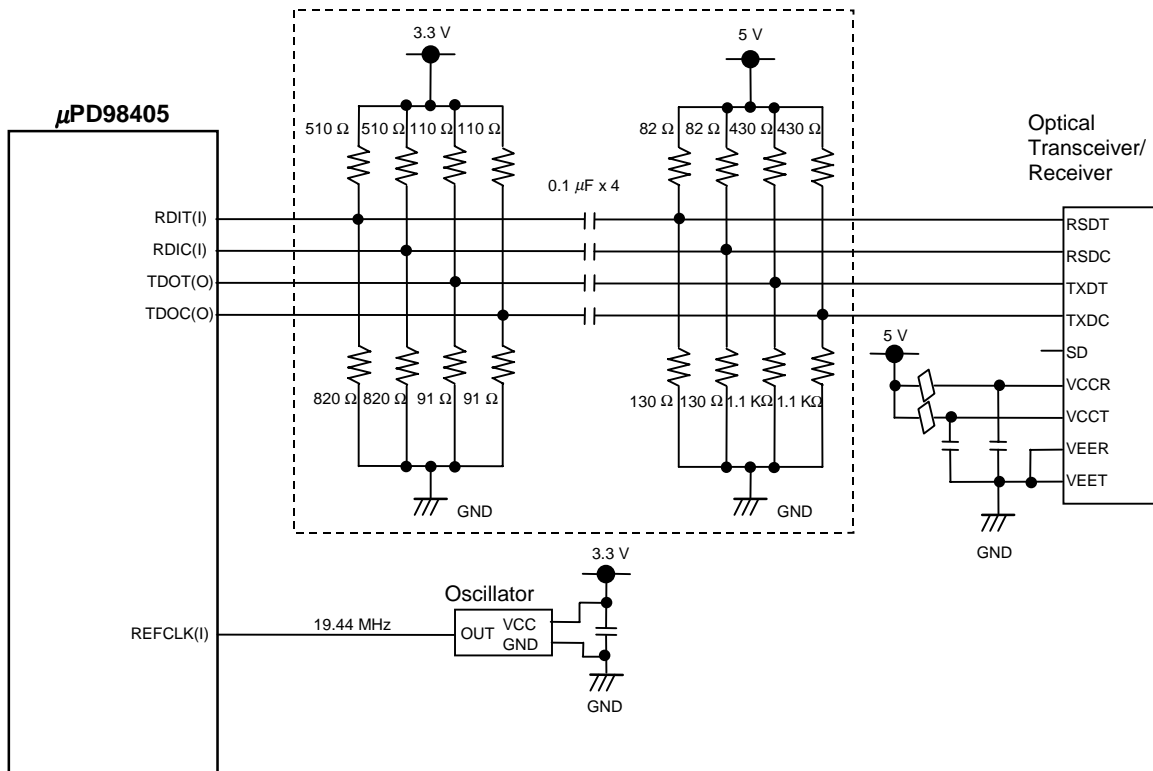 3.3 V
5 V
μPD98405
510 Ω 510 Ω 110 Ω 110 Ω
82 Ω 82 Ω 430 Ω 430 Ω
Optical
Transceiver/
Receiver
0.1 μF x 4
RDIT(I)
RSDT
RDIC(I)
RSDC
TDOT(O)
TXDT
TDOC(O)
TXDC
5 V
SD
820 Ω 820 Ω 91 Ω 91 Ω
130 Ω 130 Ω 1.1 KΩ 1.1 KΩ
VCCR
VCCT
VEER
VEET
GND
GND
GND
3.3 V
Oscillator
REFCLK(I)
19.44 MHz
OUT
VCC
GND
GND